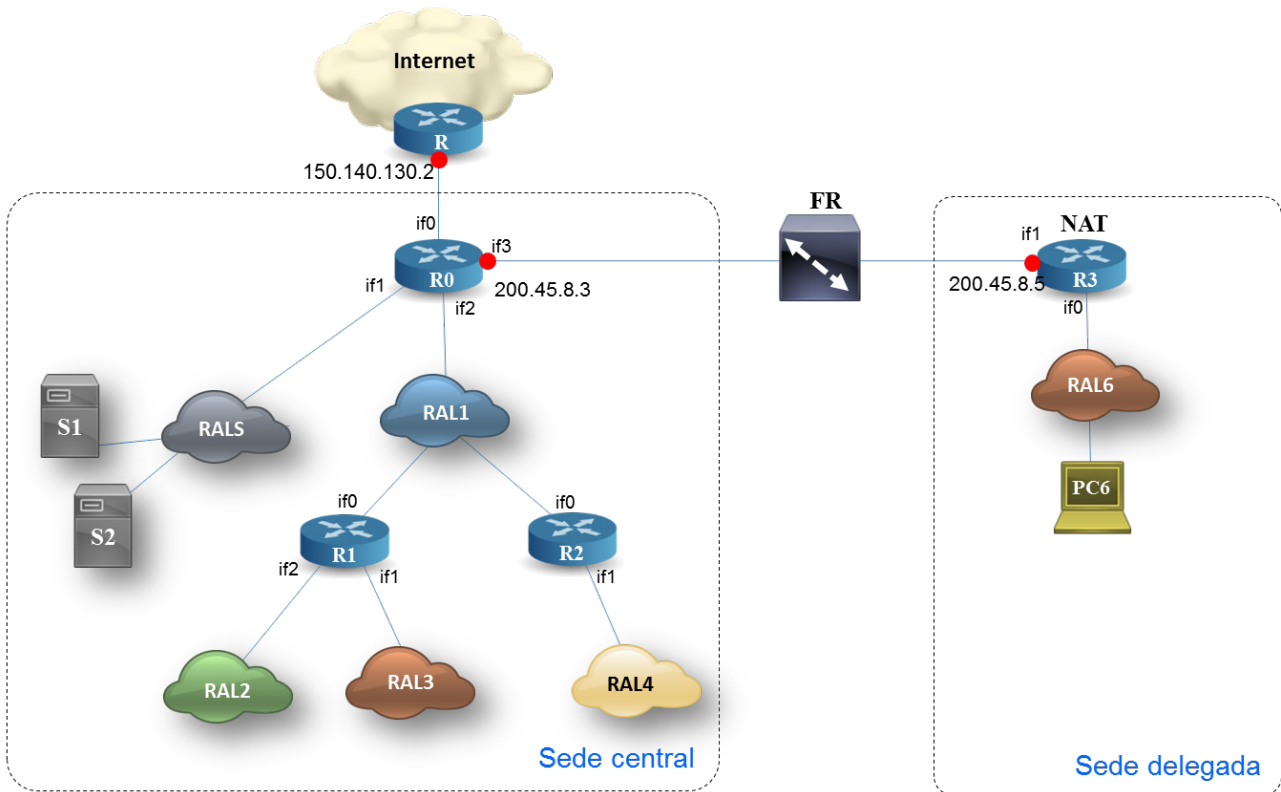 Internet
R
150.140.130.2
FR
NAT
if0
if3
if1
R0
R3
if1
if2
200.45.8.3
200.45.8.5
if0
RALS
RAL1
RAL6
S1
S2
PC6
if0
if0
R1
R2
if2
if1
if1
RAL2
RAL3
RAL4
Sede central
Sede delegada